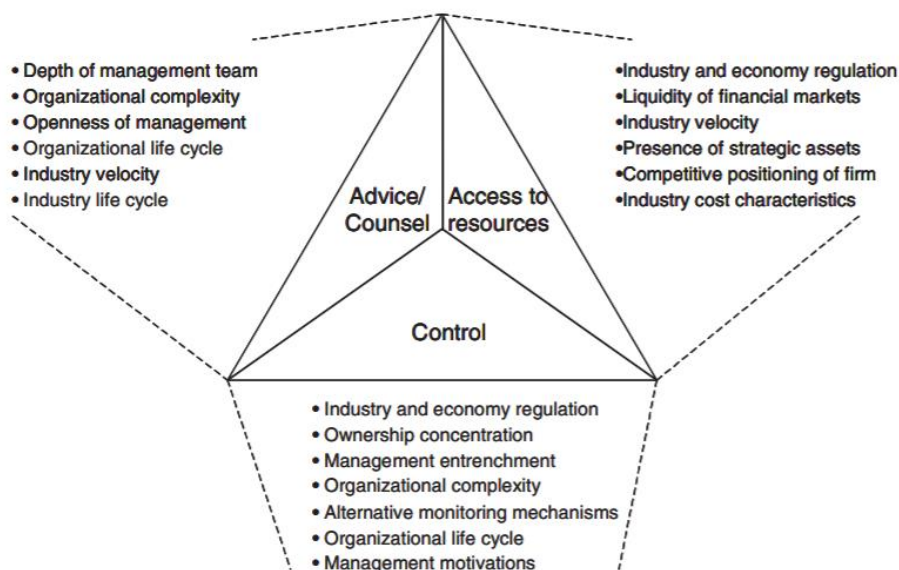 • Depth of management team
• Organizational complexity
• Openness of management
• Organizational life cycle
• Industry velocity
• Industry life cycle
•Industry and economy regulation
•Liquidity of financial markets
•Industry velocity
•Presence of strategic assets
•Competitive positioning of firm
•Industry cost characteristics
Advice/
Counsel
Access to
resources
Control
• Industry and economy regulation
• Ownership concentration
• Management entrenchment
• Organizational complexity
• Alternative monitoring mechanisms
• Organizational life cycle
• Management motivations